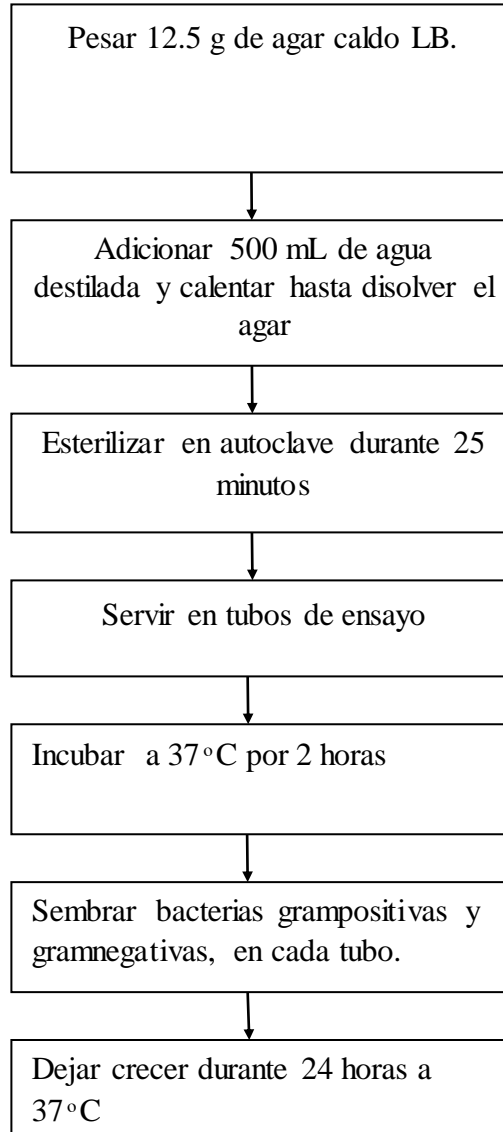 Pesar 12.5 g de agar caldo LB.
Adicionar 500 mL de agua
destilada y calentar hasta disolver el
agar
Esterilizar en autoclave durante 25
minutos
Servir en tubos de ensayo
Incubar a 37°C por 2 horas
Sembrar bacterias grampositivas y
gramnegativas, en cada tubo.
Dejar crecer durante 24 horas a
37°C